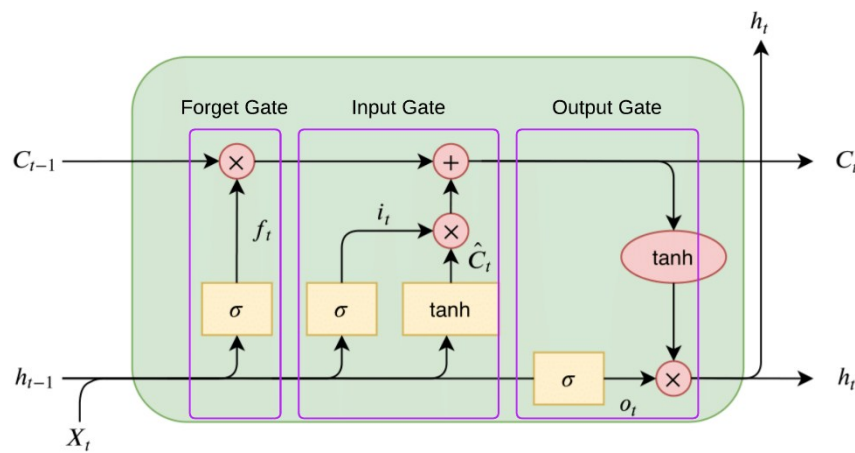 h_t
Forget Gate Input Gate Output Gate
C_{t-1} × + C_t
f_t i_t × Ĉ_t tanh
σ σ tanh
h_{t-1} σ × h_t
X_t o_t